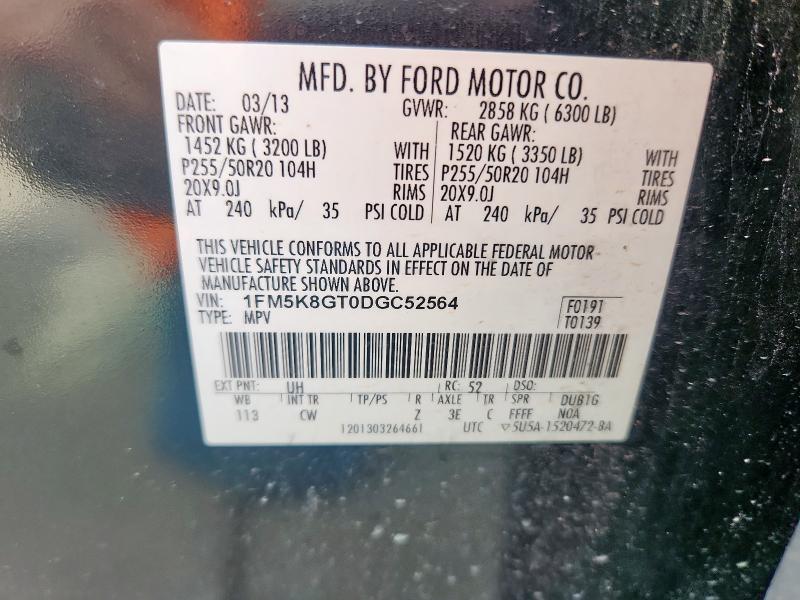 MFD. BY FORD MOTOR CO.
DATE: 03/13 GVWR: 2858 KG ( 6300 LB)
FRONT GAWR: REAR GAWR:
1452 KG ( 3200 LB) WITH 1520 KG ( 3350 LB) WITH
P255/50R20 104H TIRES P255/50R20 104H TIRES
20X9.0J RIMS 20X9.0J RIMS
AT 240 kPa/ 35 PSI COLD AT 240 kPa/ 35 PSI COLD
THIS VEHICLE CONFORMS TO ALL APPLICABLE FEDERAL MOTOR
VEHICLE SAFETY STANDARDS IN EFFECT ON THE DATE OF
MANUFACTURE SHOWN ABOVE.
VIN: 1FM5K8GT0DGC52564 F0191
TYPE: MPV T0139
EXT PNT: UH RC: 52 DSO:
WB INT TR TP/PS R AXLE TR SPR DUB1G
113 CW Z 3E C FFFF NOA
1201303264661 UTC ▽5U5A-1520472-BA